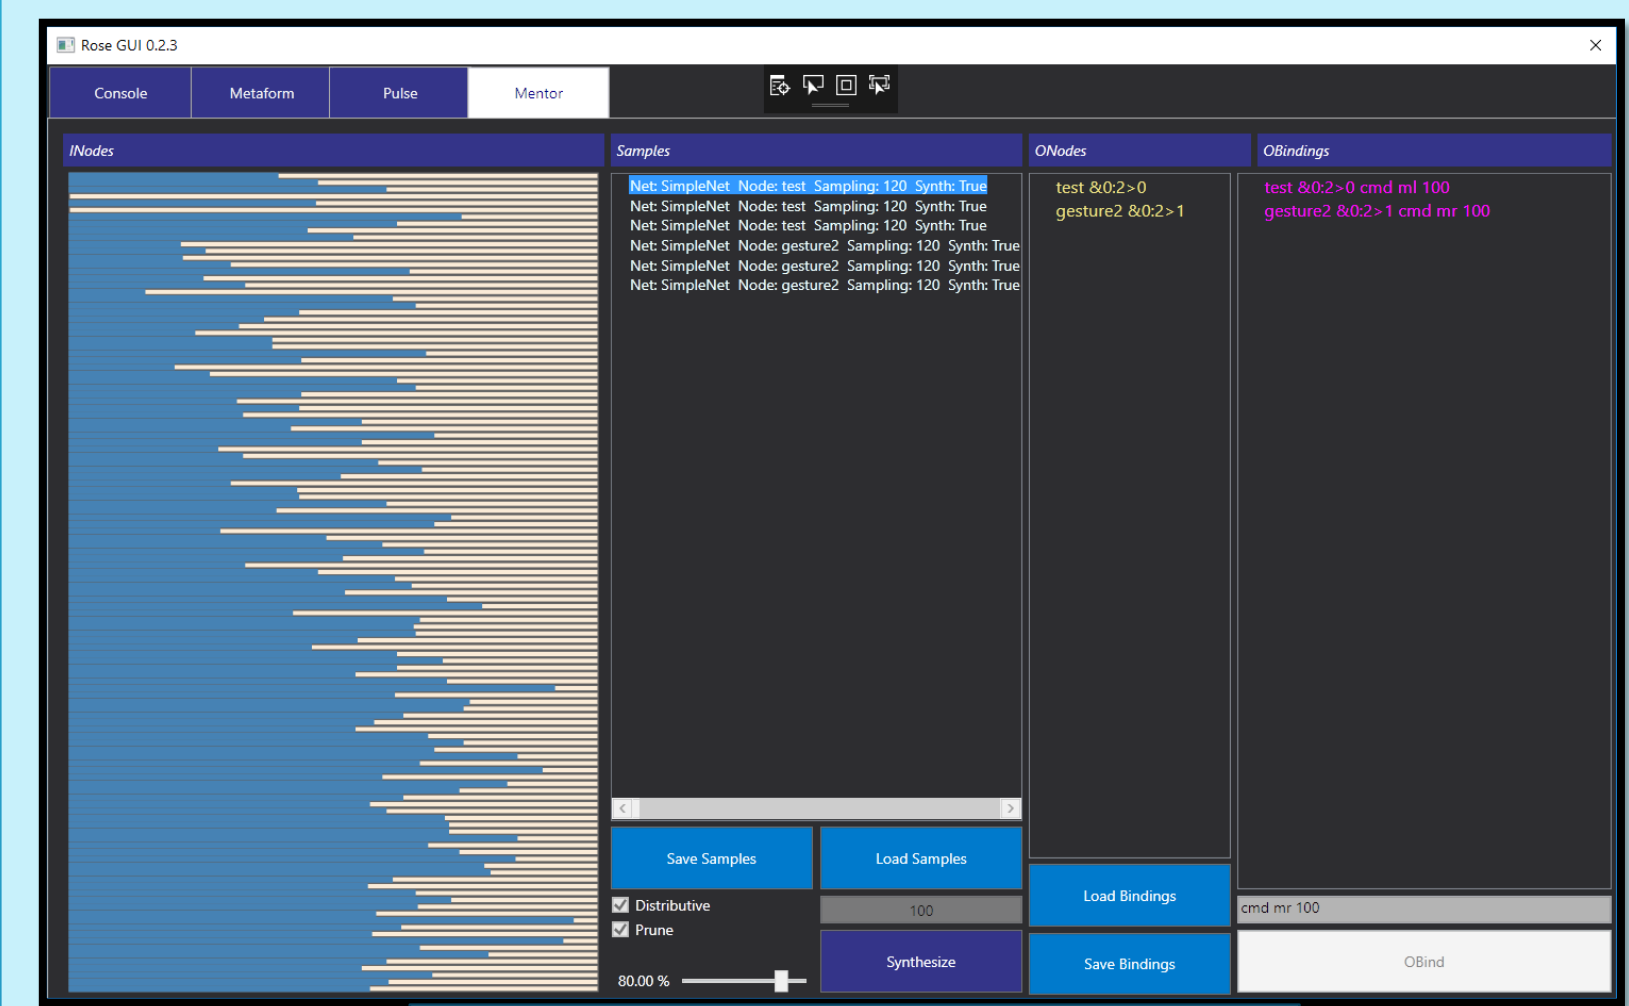 Rose GUI 0.2.3
Console Metaform Pulse Mentor
INodes
Samples
ONodes
OBindings
Net: SimpleNet Node: test Sampling: 120 Synth: True
Net: SimpleNet Node: test Sampling: 120 Synth: True
Net: SimpleNet Node: test Sampling: 120 Synth: True
Net: SimpleNet Node: gesture2 Sampling: 120 Synth: True
Net: SimpleNet Node: gesture2 Sampling: 120 Synth: True
Net: SimpleNet Node: gesture2 Sampling: 120 Synth: True
test &0:2>0
gesture2 &0:2>1
test &0:2>0 cmd ml 100
gesture2 &0:2>1 cmd mr 100
Save Samples
Load Samples
Distributive
Prune
100
80.00 %
Synthesize
Load Bindings
Save Bindings
cmd mr 100
OBind